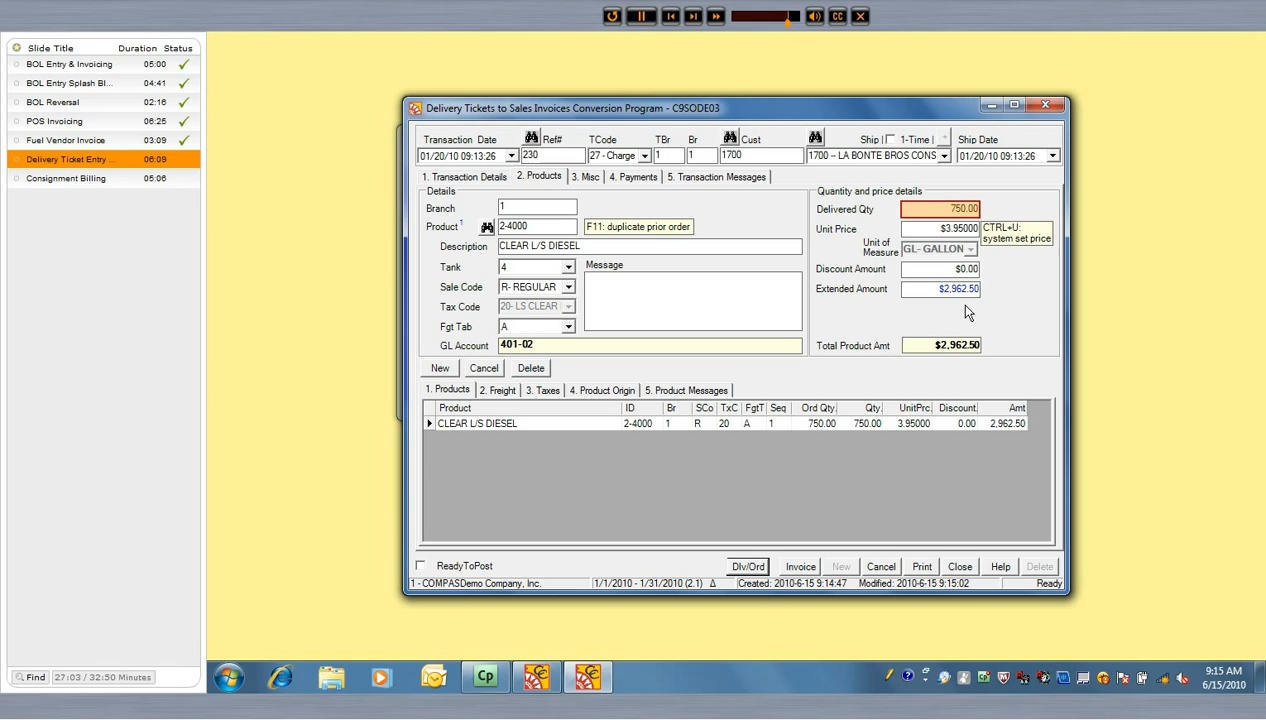 CC
Slide Title Duration Status
BOL Entry & Invoicing 05:00
BOL Entry Splash Bl... 04:41
BOL Reversal 02:16
POS Invoicing 06:25
Fuel Vendor Invoice 03:09
Delivery Ticket Entry ... 06:09
Consignment Billing 05:06
Delivery Tickets to Sales Invoices Conversion Program - C9SODE03
Transaction Date Ref# TCode TBr Br Cust Ship 1-Time Ship Date
01/20/10 09:13:26 230 27 - Charge 1 1 1700 1700 -- LA BONTE BROS CONS 01/20/10 09:13:26
1. Transaction Details 2. Products 3. Misc 4. Payments 5. Transaction Messages
Details
Branch 1
Product 1 2-4000 F11: duplicate prior order
Description CLEAR L/S DIESEL
Tank 4 Message
Sale Code R- REGULAR
Tax Code 20- LS CLEAR
Fgt Tab A
GL Account 401-02
Quantity and price details
Delivered Qty 750.00
Unit Price $3.95000 CTRL+U:
system set price
Unit of
Measure GL- GALLON
Discount Amount $0.00
Extended Amount $2,962.50
Total Product Amt $2,962.50
New Cancel Delete
1. Products 2. Freight 3. Taxes 4. Product Origin 5. Product Messages
Product ID Br SCo TxC FgtT Seq Ord Qty. Qty. UnitPrc. Discount. Amt
CLEAR L/S DIESEL 2-4000 1 R 20 A 1 750.00 750.00 3.95000 0.00 2,962.50
ReadyToPost Dlv/Ord Invoice New Cancel Print Close Help Delete
1 - COMPASDemo Company, Inc. 1/1/2010 - 1/31/2010 (2.1) Δ Created: 2010-6-15 9:14:47 Modified: 2010-6-15 9:15:02 Ready
Find 27:03 / 32:50 Minutes
Cp
9:15 AM
6/15/2010